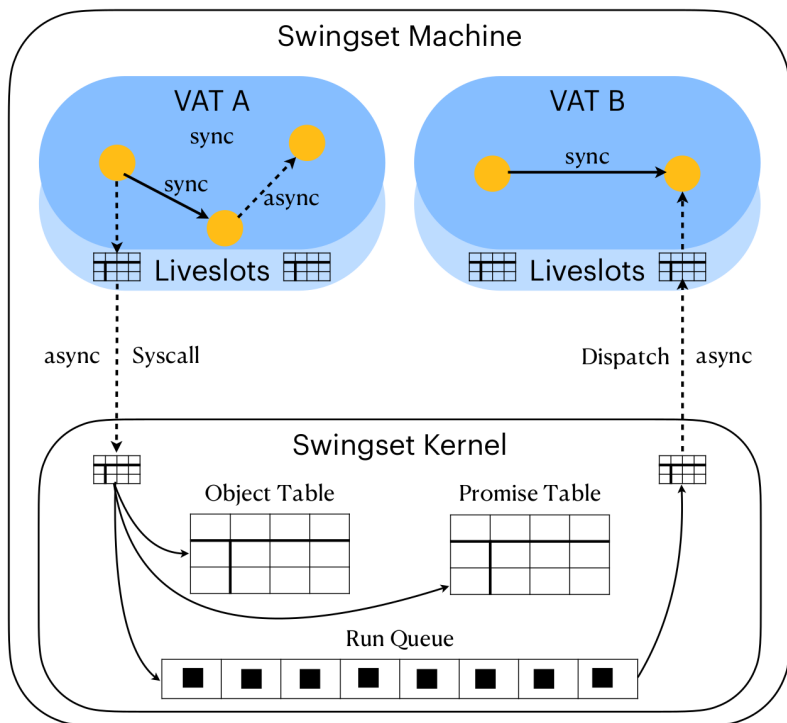 Swingset Machine
VAT A
VAT B
sync
sync
async
sync
Liveslots
Liveslots
async
Syscall
Dispatch
async
Swingset Kernel
Object Table
Promise Table
Run Queue